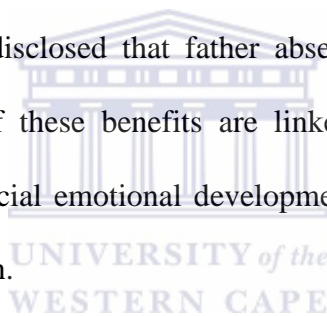 disclosed that father abse
f these benefits are linke
cial emotional developme
n.
UNIVERSITY of the
WESTERN CAPE